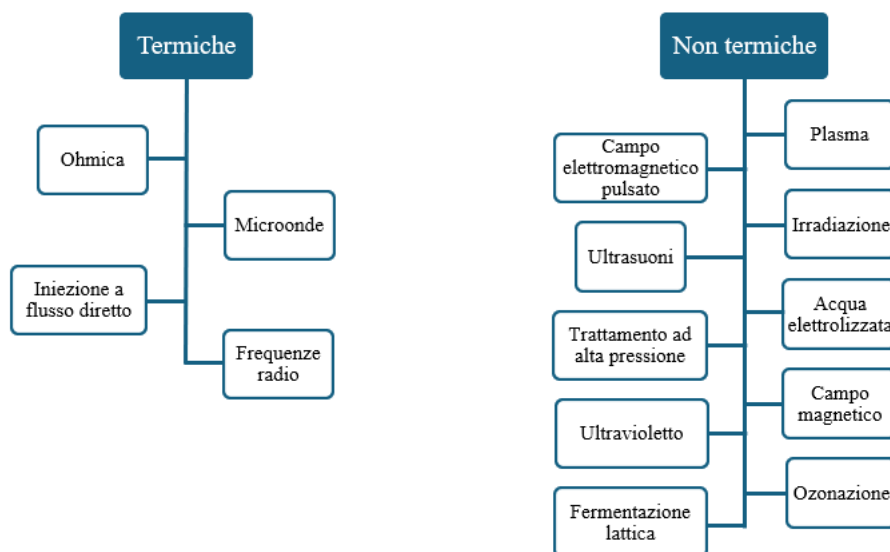 Termiche
Ohmica
Microonde
Iniezione a
flusso diretto
Frequenze
radio
Non termiche
Plasma
Campo
elettromagnetico
pulsato
Irradiazione
Ultrasuoni
Acqua
elettrolizzata
Trattamento ad
alta pressione
Campo
magnetico
Ultravioletto
Ozonazione
Fermentazione
lattica